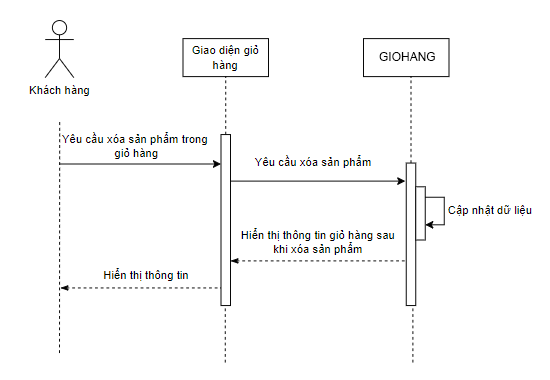 Giao diện giỏ
hàng
GIOHANG
Khách hàng
Yêu cầu xóa sản phẩm trong
giỏ hàng
Yêu cầu xóa sản phẩm
Cập nhật dữ liệu
Hiển thị thông tin giỏ hàng sau
khi xóa sản phẩm
Hiển thị thông tin